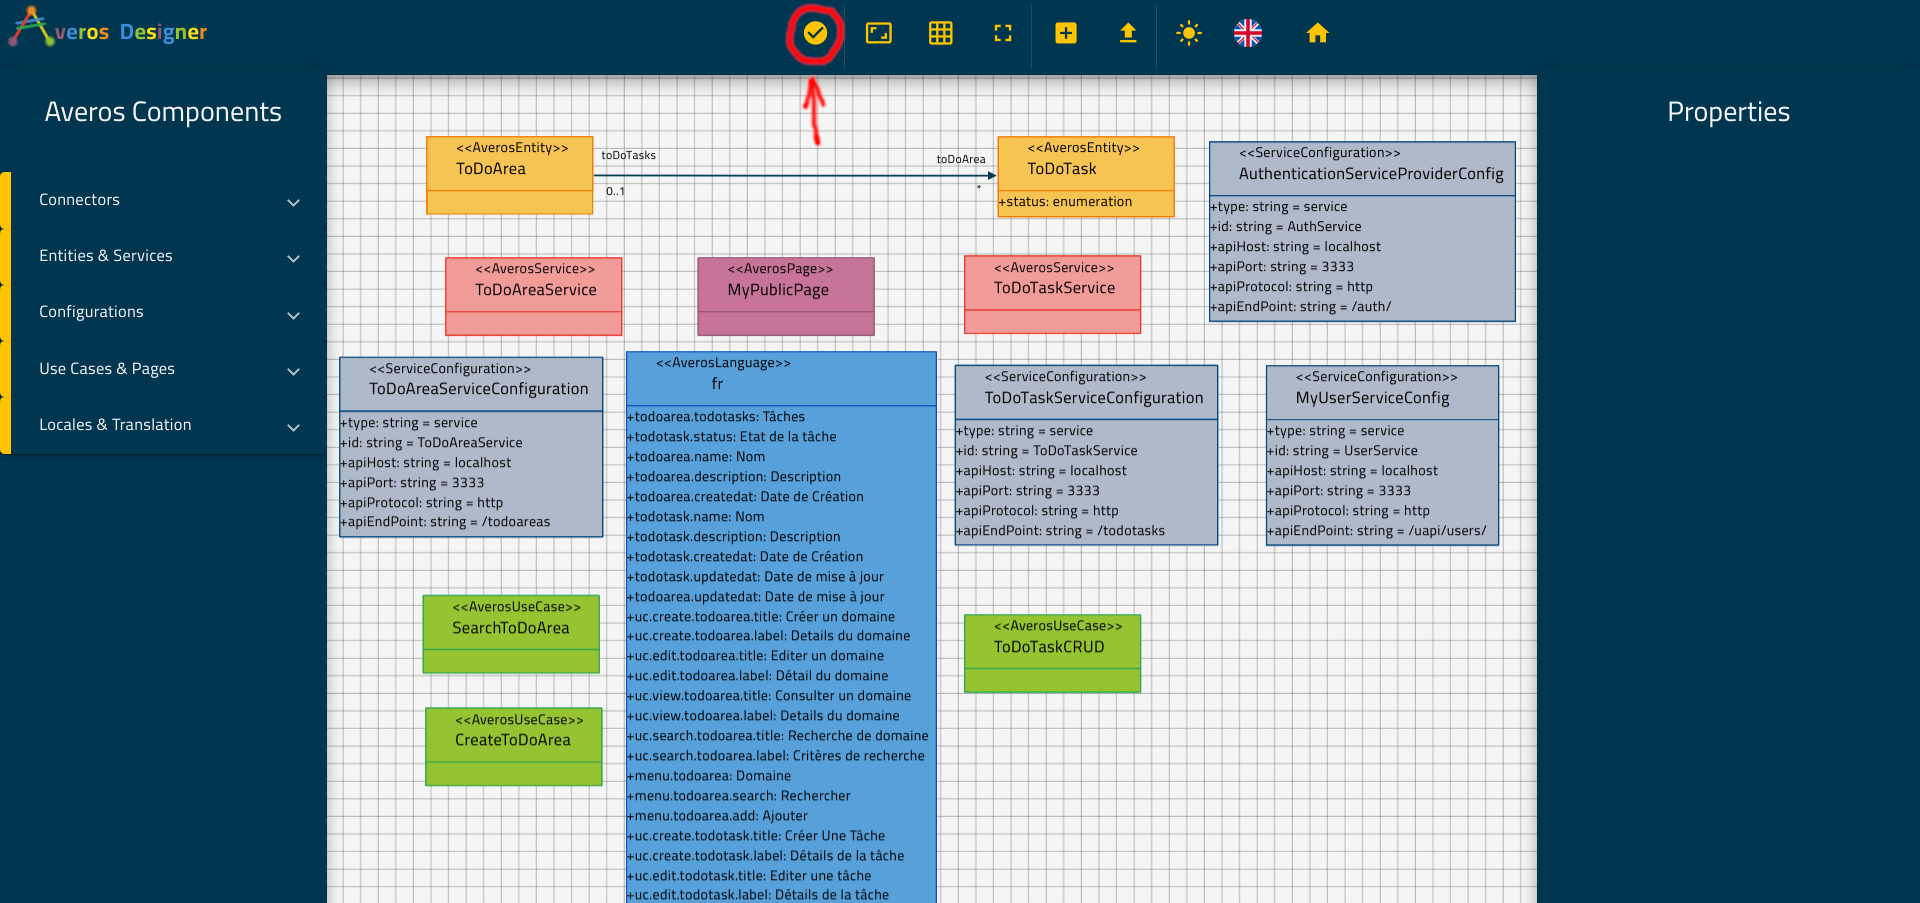 Averos Designer
Averos Components
Connectors
Entities & Services
Configurations
Use Cases & Pages
Locales & Translation
<<AverosEntity>>
ToDoArea
toDoTasks
0..1
toDoArea
*
<<AverosEntity>>
ToDoTask
+status: enumeration
<<ServiceConfiguration>>
AuthenticationServiceProviderConfig
+type: string = service
+id: string = AuthService
+apiHost: string = localhost
+apiPort: string = 3333
+apiProtocol: string = http
+apiEndPoint: string = /auth/
<<AverosService>>
ToDoAreaService
<<AverosPage>>
MyPublicPage
<<AverosService>>
ToDoTaskService
<<ServiceConfiguration>>
ToDoAreaServiceConfiguration
+type: string = service
+id: string = ToDoAreaService
+apiHost: string = localhost
+apiPort: string = 3333
+apiProtocol: string = http
+apiEndPoint: string = /todoareas
<<AverosLanguage>>
fr
+todoarea.todotasks: Tâches
+todotask.status: Etat de la tâche
+todoarea.name: Nom
+todoarea.description: Description
+todoarea.createdat: Date de Création
+todotask.name: Nom
+todotask.description: Description
+todotask.createdat: Date de Création
+todotask.updatedat: Date de mise à jour
+todoarea.updatedat: Date de mise à jour
+uc.create.todoarea.title: Créer un domaine
+uc.create.todoarea.label: Details du domaine
+uc.edit.todoarea.title: Editer un domaine
+uc.edit.todoarea.label: Détail du domaine
+uc.view.todoarea.title: Consulter un domaine
+uc.view.todoarea.label: Details du domaine
+uc.search.todoarea.title: Recherche de domaine
+uc.search.todoarea.label: Critères de recherche
+menu.todoarea: Domaine
+menu.todoarea.search: Rechercher
+menu.todoarea.add: Ajouter
+uc.create.todotask.title: Créer Une Tâche
+uc.create.todotask.label: Détails de la tâche
+uc.edit.todotask.title: Editer une tâche
+uc.edit.todotask.label: Détails de la tâche
<<ServiceConfiguration>>
ToDoTaskServiceConfiguration
+type: string = service
+id: string = ToDoTaskService
+apiHost: string = localhost
+apiPort: string = 3333
+apiProtocol: string = http
+apiEndPoint: string = /todotasks
<<ServiceConfiguration>>
MyUserServiceConfig
+type: string = service
+id: string = UserService
+apiHost: string = localhost
+apiPort: string = 3333
+apiProtocol: string = http
+apiEndPoint: string = /uapi/users/
<<AverosUseCase>>
SearchToDoArea
<<AverosUseCase>>
CreateToDoArea
<<AverosUseCase>>
ToDoTaskCRUD
Properties